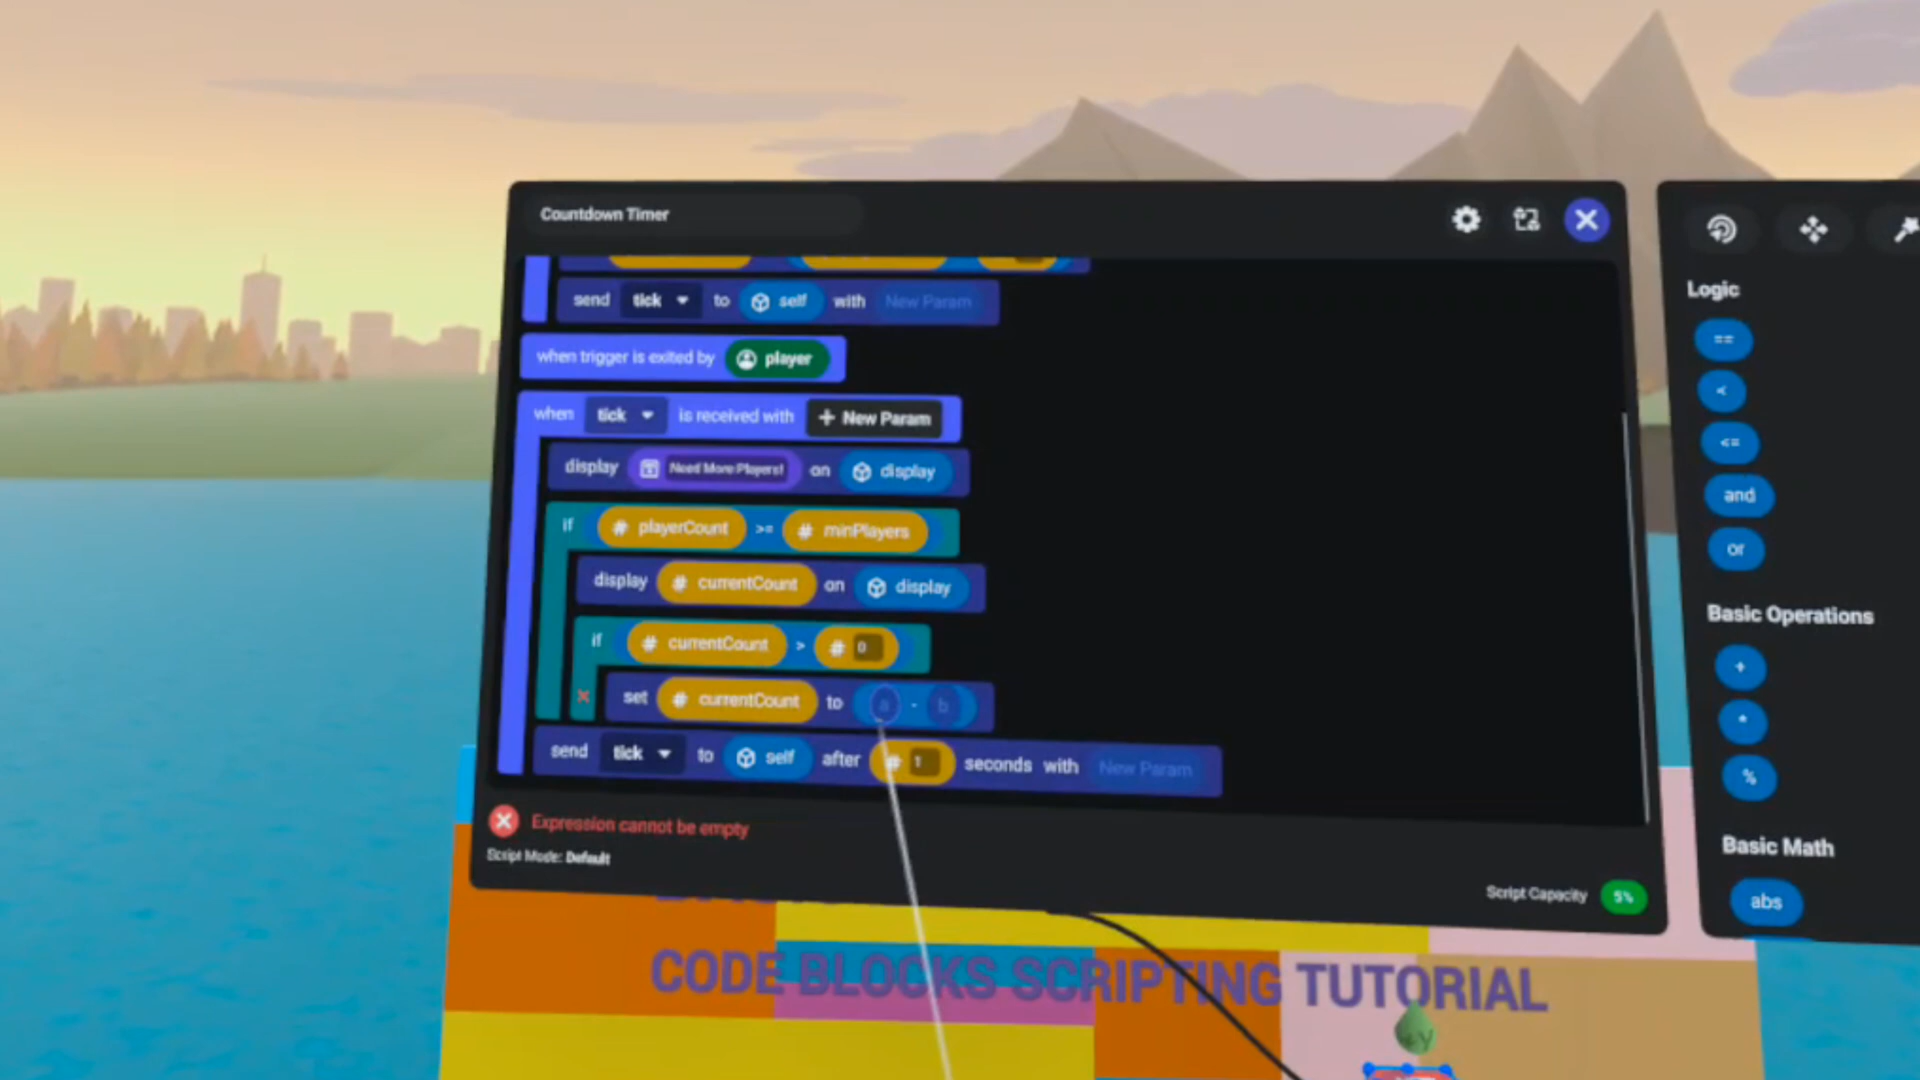 Countdown Timer
send tick to self with New Param
when trigger is exited by player
when tick is received with + New Param
display Need More Players! on display
if # playerCount >= # minPlayers
display # currentCount on display
if # currentCount > # 0
set # currentCount to a - b
send tick to self after # 1 seconds with New Param
Expression cannot be empty
Script Mode: Default
Script Capacity 5%
Logic
==
<
<=
and
or
Basic Operations
+
*
%
Basic Math
abs
CODE BLOCKS SCRIPTING TUTORIAL